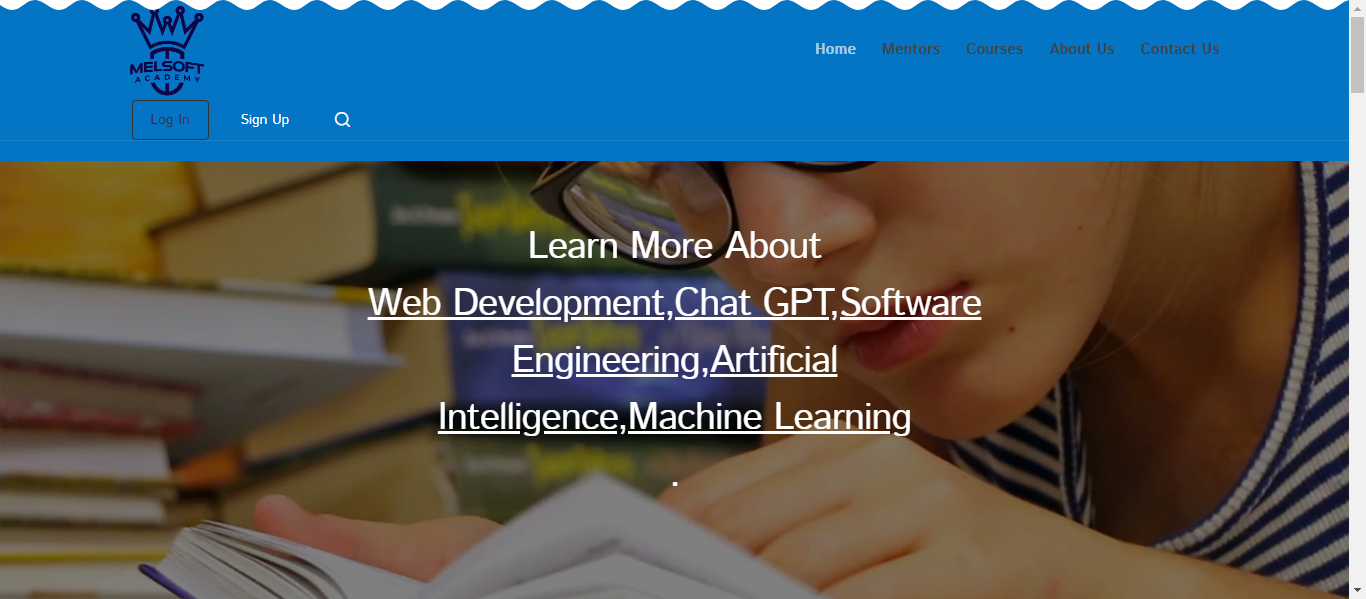 MELSOFT
ACADEMY
Home Mentors Courses About Us Contact Us
Log In Sign Up
Learn More About
Web Development,Chat GPT,Software
Engineering,Artificial
Intelligence,Machine Learning
.